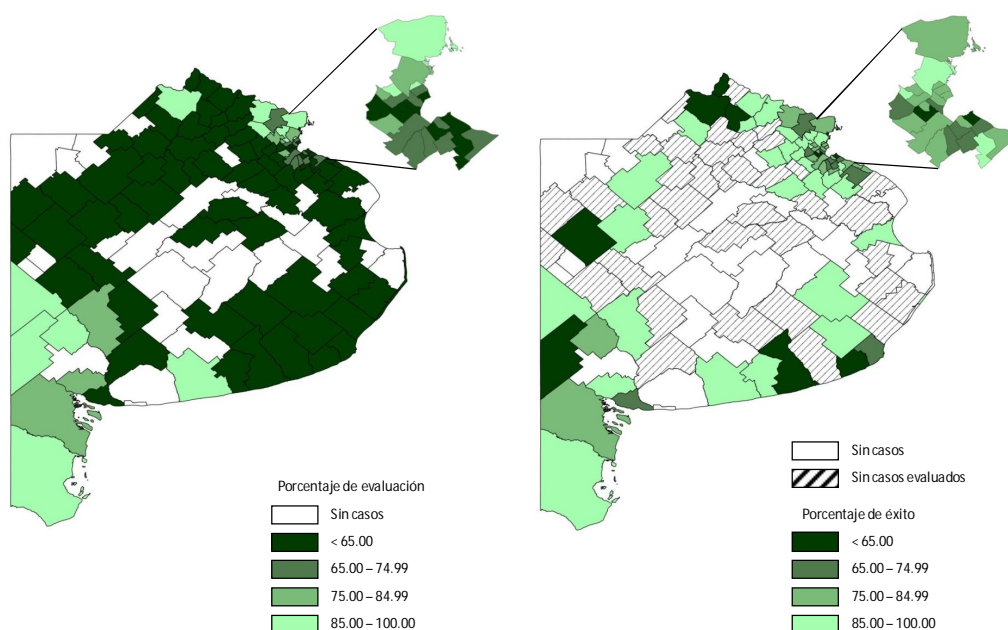 Porcentaje de evaluación
Sin casos
< 65.00
65.00 – 74.99
75.00 – 84.99
85.00 – 100.00
Sin casos
Sin casos evaluados
Porcentaje de éxito
< 65.00
65.00 – 74.99
75.00 – 84.99
85.00 – 100.00